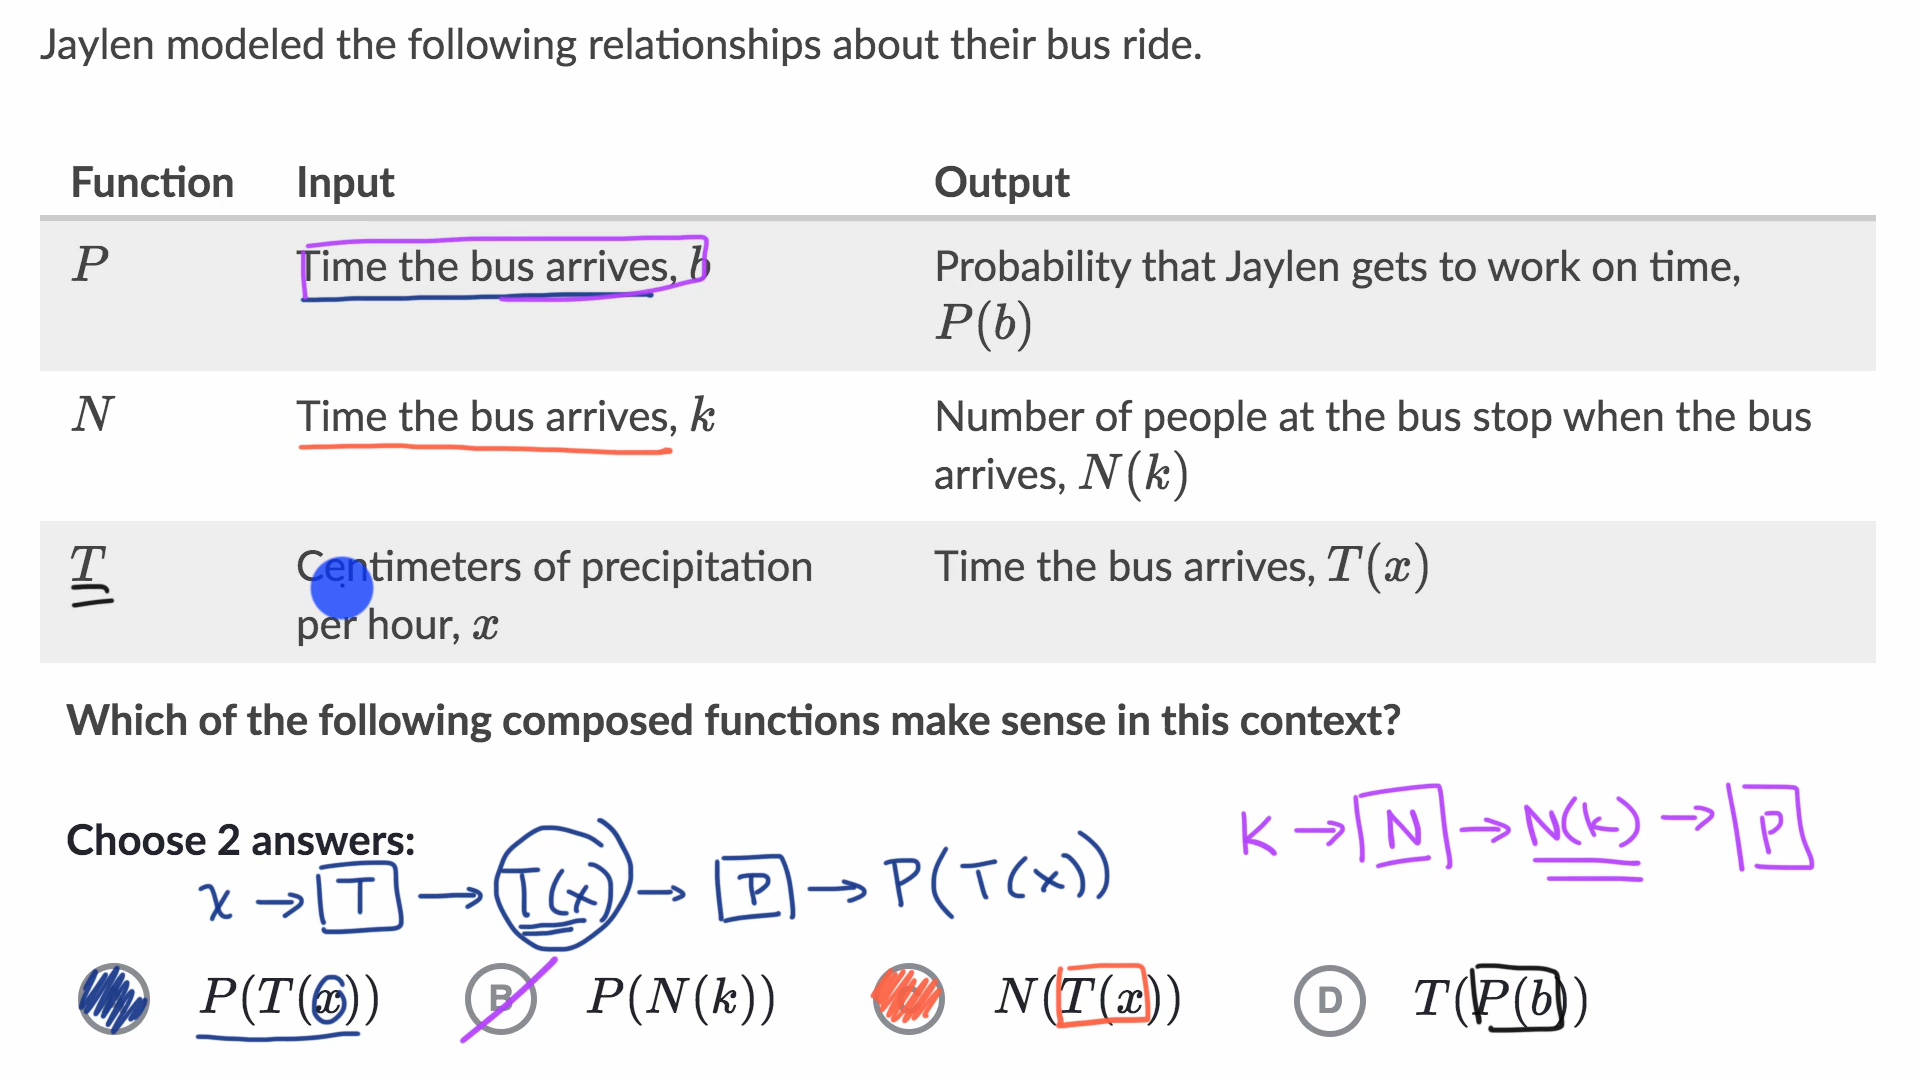 Jaylen modeled the following relationships about their bus ride.
Function Input Output
P Time the bus arrives, b Probability that Jaylen gets to work on time,
P(b)
N Time the bus arrives, k Number of people at the bus stop when the bus
arrives, N(k)
T Centimeters of precipitation Time the bus arrives, T(x)
per hour, x
Which of the following composed functions make sense in this context?
K → N → N(k) → P
Choose 2 answers:
x → T → T(x) → P → P(T(x))
P(T(x)) B P(N(k)) N(T(x)) D T(P(b))